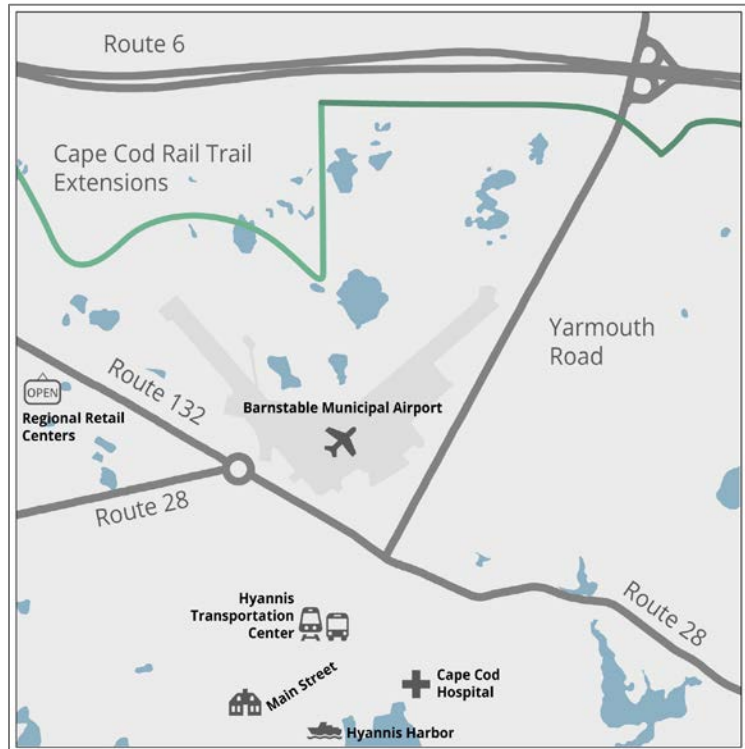 Route 6
Cape Cod Rail Trail
Extensions
Yarmouth
Road
Route 132
OPEN
Regional Retail
Centers
Barnstable Municipal Airport
Route 28
Hyannis
Transportation
Center
Route 28
Main Street
Cape Cod
Hospital
Hyannis Harbor